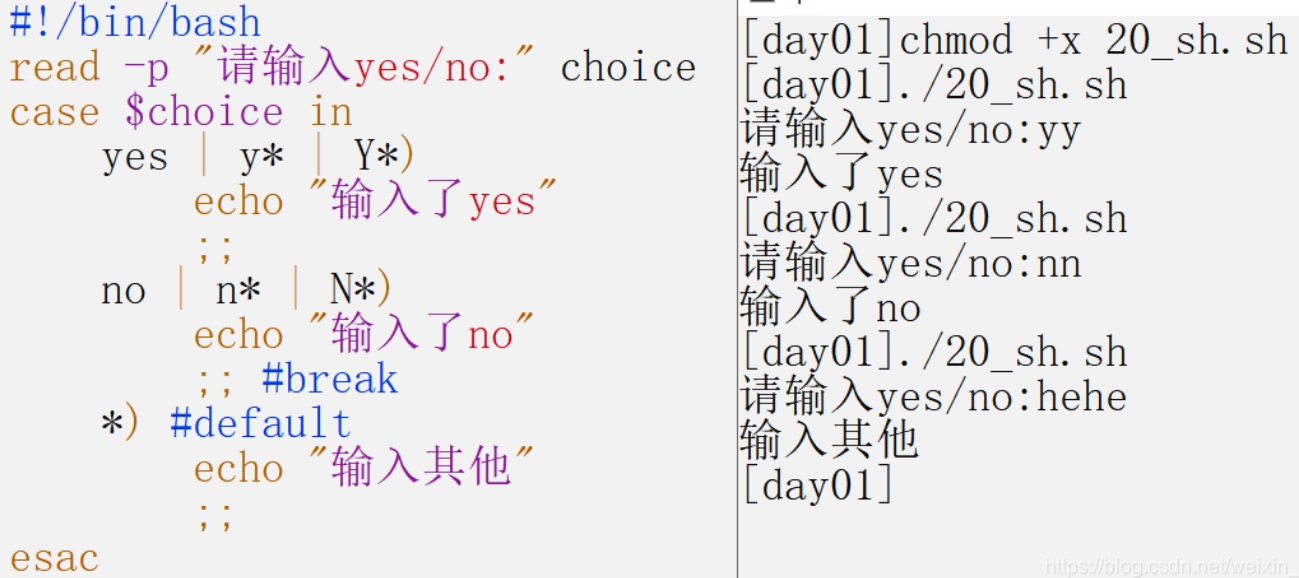 #!/bin/bash
read -p "请输入yes/no:" choice
case $choice in
    yes | y* | Y*)
        echo "输入了yes"
        ;;
    no | n* | N*)
        echo "输入了no"
        ;; #break
    *) #default
        echo "输入其他"
        ;;
esac
[day01]chmod +x 20_sh.sh
[day01]./20_sh.sh
请输入yes/no:yy
输入了yes
[day01]./20_sh.sh
请输入yes/no:nn
输入了no
[day01]./20_sh.sh
请输入yes/no:hehe
输入其他
[day01]
https://blog.csdn.net/weixin_